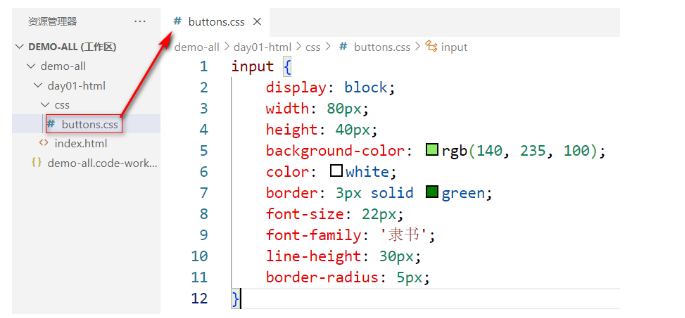 资源管理器 ···
DEMO-ALL (工作区)
demo-all
day01-html
css
# buttons.css
<> index.html
{} demo-all.code-work...
# buttons.css ×
demo-all > day01-html > css > # buttons.css > input
1 input {
2 display: block;
3 width: 80px;
4 height: 40px;
5 background-color: rgb(140, 235, 100);
6 color: white;
7 border: 3px solid green;
8 font-size: 22px;
9 font-family: '隶书';
10 line-height: 30px;
11 border-radius: 5px;
12 }